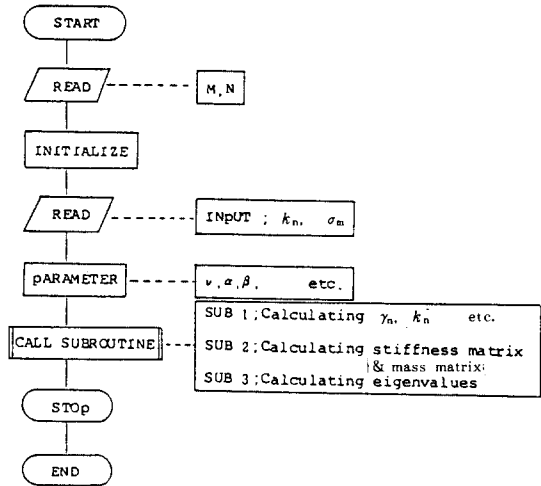 START
READ
M,N
INITIALIZE
READ
INpUT ; kₙ, σₘ
pARAMETER
ν,α,β, etc.
CALL SUBROUTINE
SUB 1;Calculating γₙ, kₙ⁻ etc.
SUB 2;Calculating stiffness matrix
& mass matrix
SUB 3;Calculating eigenvalues
STOp
END